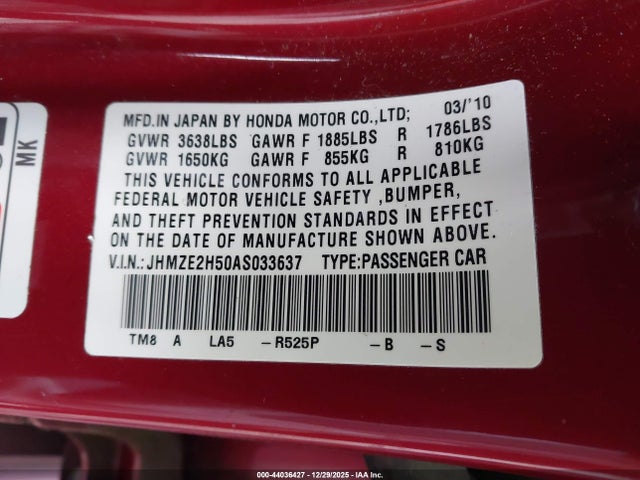 MFD.IN JAPAN BY HONDA MOTOR CO.,LTD; 03/'10
GVWR 3638LBS GAWR F 1885LBS R 1786LBS
GVWR 1650KG GAWR F 855KG R 810KG
THIS VEHICLE CONFORMS TO ALL APPLICABLE
FEDERAL MOTOR VEHICLE SAFETY ,BUMPER,
AND THEFT PREVENTION STANDARDS IN EFFECT
ON THE DATE OF MANUFACTURE SHOWN ABOVE.
V.I.N.:JHMZE2H50AS033637 TYPE:PASSENGER CAR
TM8 A LA5 -R525P -B -S
MK
000-44036427 - 12/29/2025 - IAAI.COM